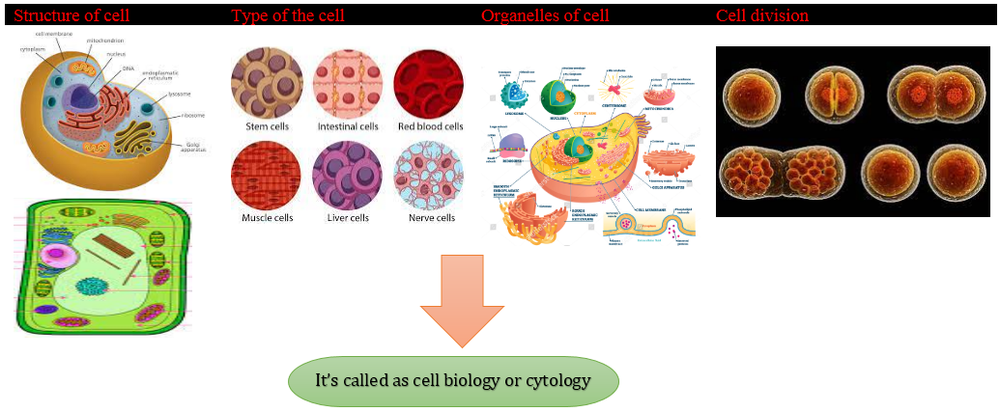 Structure of cell
Type of the cell
Organelles of cell
Cell division
cell membrane
cytoplasm
mitochondrion
nucleus
DNA
endoplasmatic
reticulum
lysosome
ribosome
Golgi
apparatus
Stem cells
Intestinal cells
Red blood cells
Muscle cells
Liver cells
Nerve cells
LYSOSOME
NUCLEUS
CYTOPLASM
CENTRIOSOME
MITOCHONDRIA
RIBOSOME
GOLGI APPARATUS
SMOOTH
ENDOPLASMIC
RETICULUM
ROUGH
ENDOPLASMIC
RETICULUM
CELL MEMBRANE
It's called as cell biology or cytology